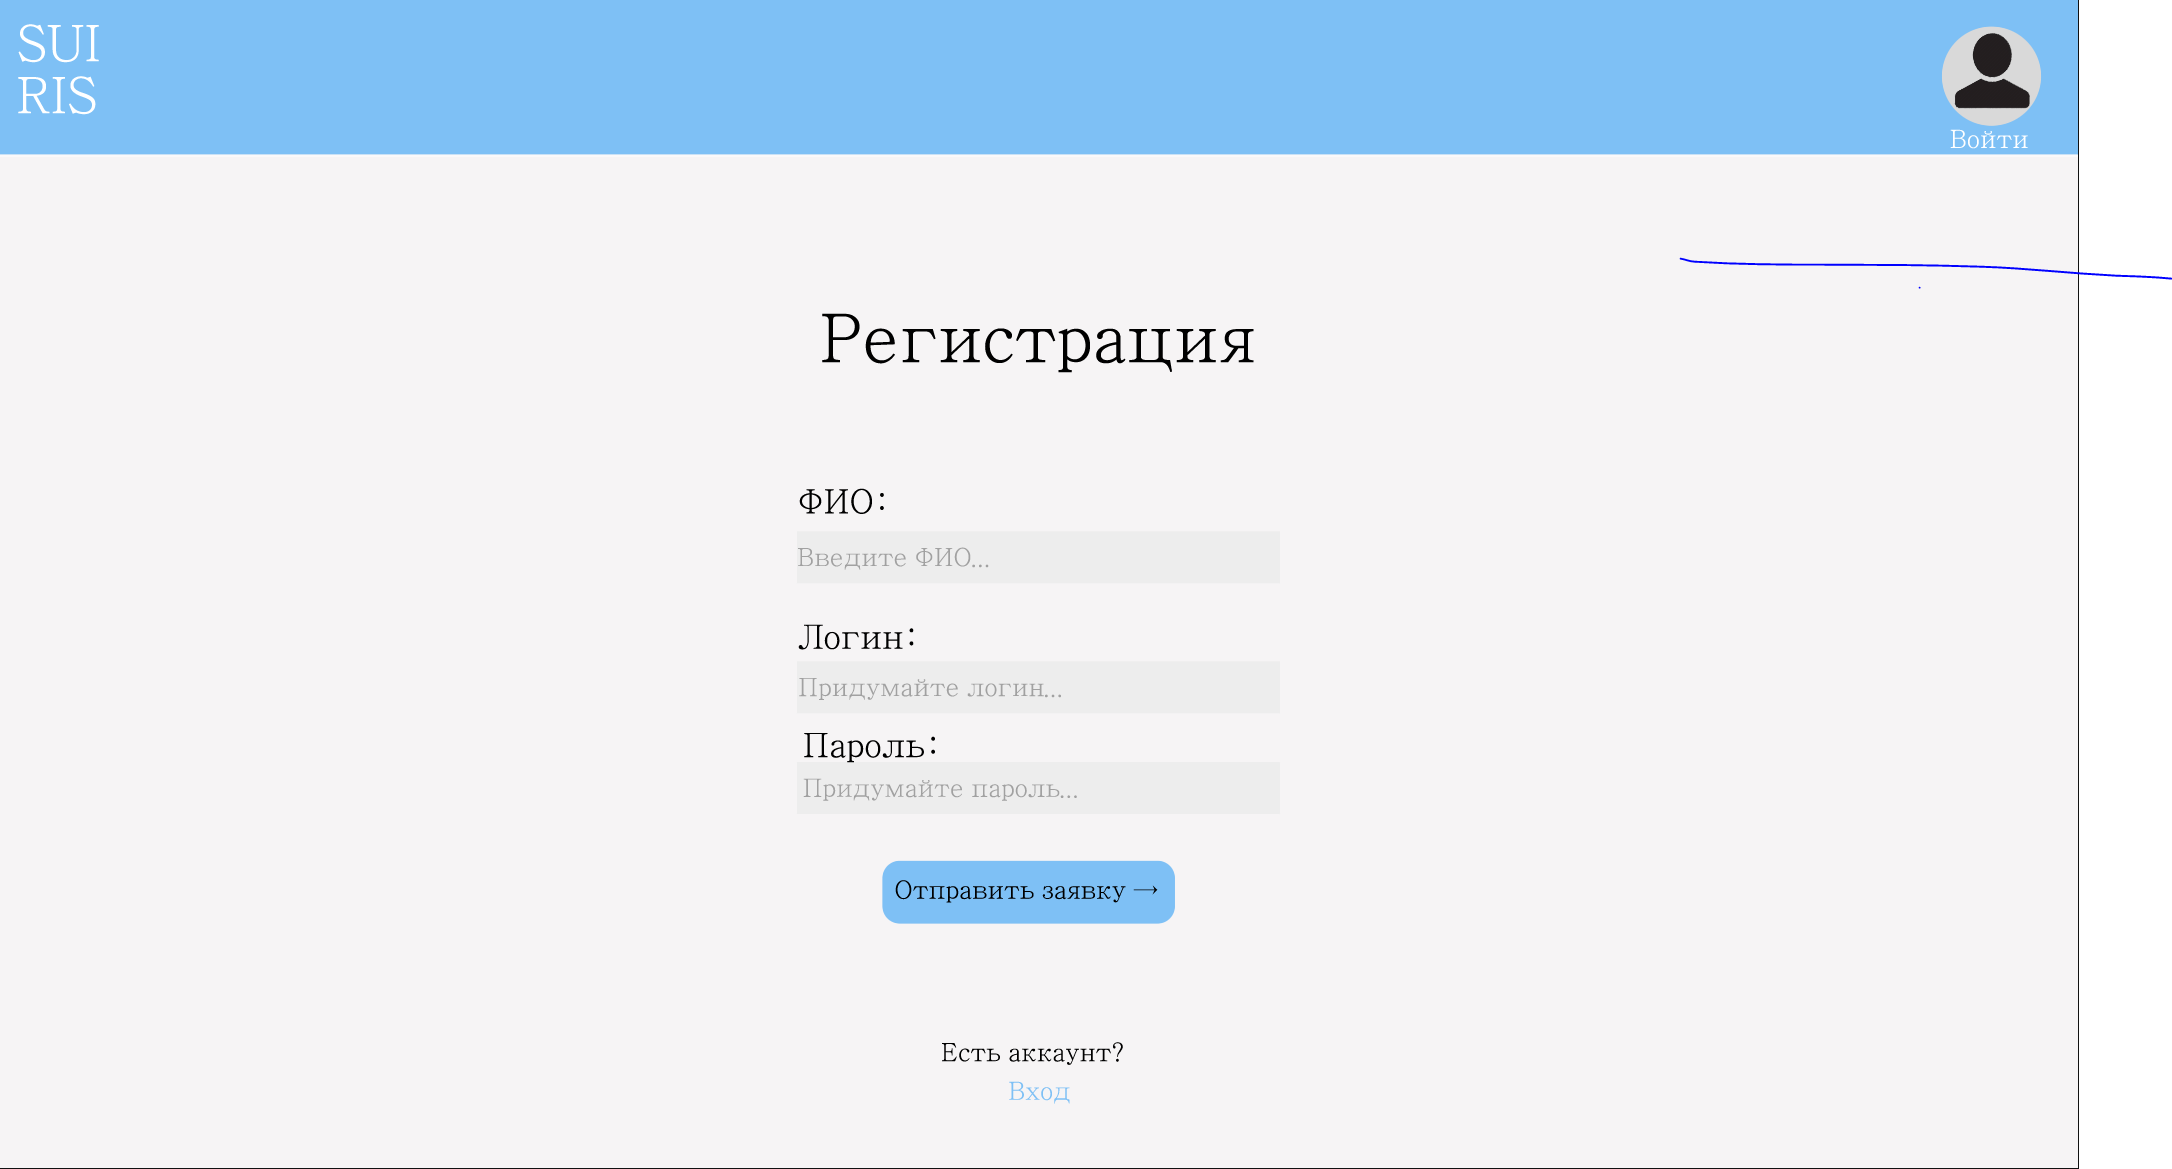 SUI
RIS
Войти
Регистрация
ФИО:
Введите ФИО...
Логин:
Придумайте логин...
Пароль:
Придумайте пароль...
Отправить заявку →
Есть аккаунт?
Вход